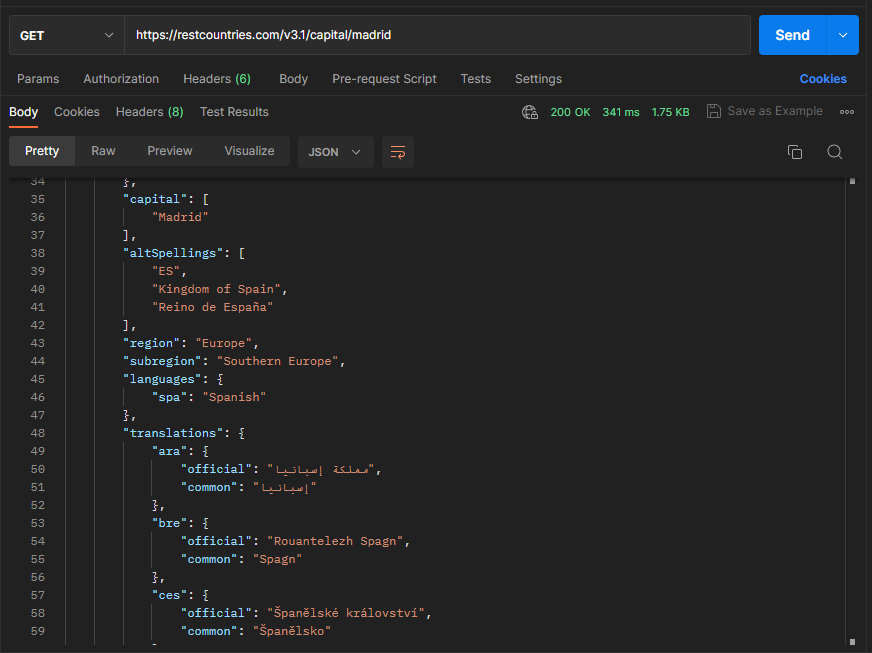 GET https://restcountries.com/v3.1/capital/madrid Send
Params Authorization Headers (6) Body Pre-request Script Tests Settings Cookies
Body Cookies Headers (8) Test Results 200 OK 341 ms 1.75 KB Save as Example
Pretty Raw Preview Visualize JSON
34 },
35 "capital": [
36 "Madrid"
37 ],
38 "altSpellings": [
39 "ES",
40 "Kingdom of Spain",
41 "Reino de España"
42 ],
43 "region": "Europe",
44 "subregion": "Southern Europe",
45 "languages": {
46 "spa": "Spanish"
47 },
48 "translations": {
49 "ara": {
50 "official": "مملكة إسبانيا",
51 "common": "إسبانيا"
52 },
53 "bre": {
54 "official": "Rouantelezh Spagn",
55 "common": "Spagn"
56 },
57 "ces": {
58 "official": "Španělské království",
59 "common": "Španělsko"